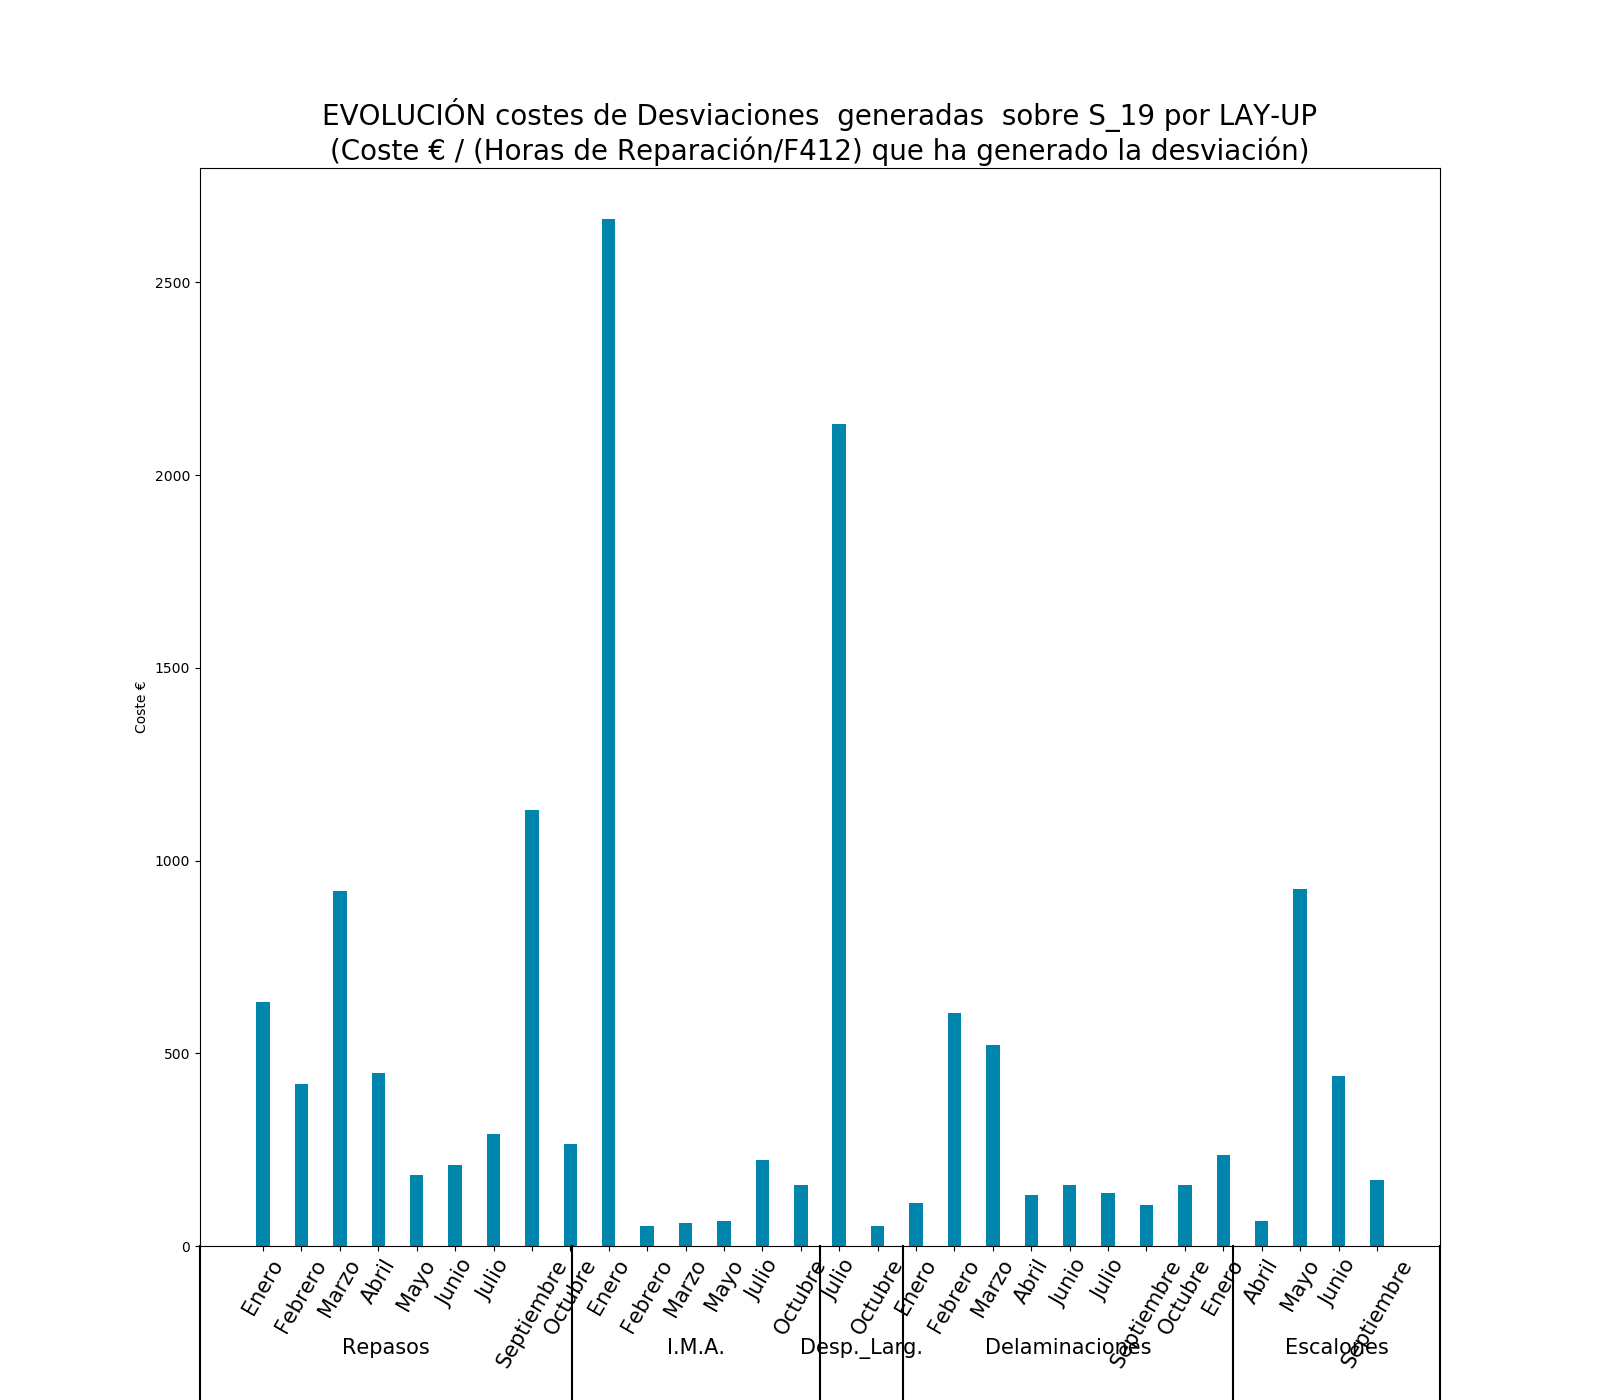 EVOLUCIÓN costes de Desviaciones  generadas  sobre S_19 por LAY-UP
(Coste € / (Horas de Reparación/F412) que ha generado la desviación)
2500
2000
1500
1000
500
0
Coste €
Enero
Febrero
Marzo
Abril
Mayo
Junio
Julio
Septiembre
Octubre
Enero
Febrero
Marzo
Mayo
Julio
Octubre
Julio
Octubre
Enero
Febrero
Marzo
Abril
Junio
Julio
Septiembre
Octubre
Enero
Abril
Mayo
Junio
Septiembre
Repasos
I.M.A.
Desp._Larg.
Delaminaciones
Escalones